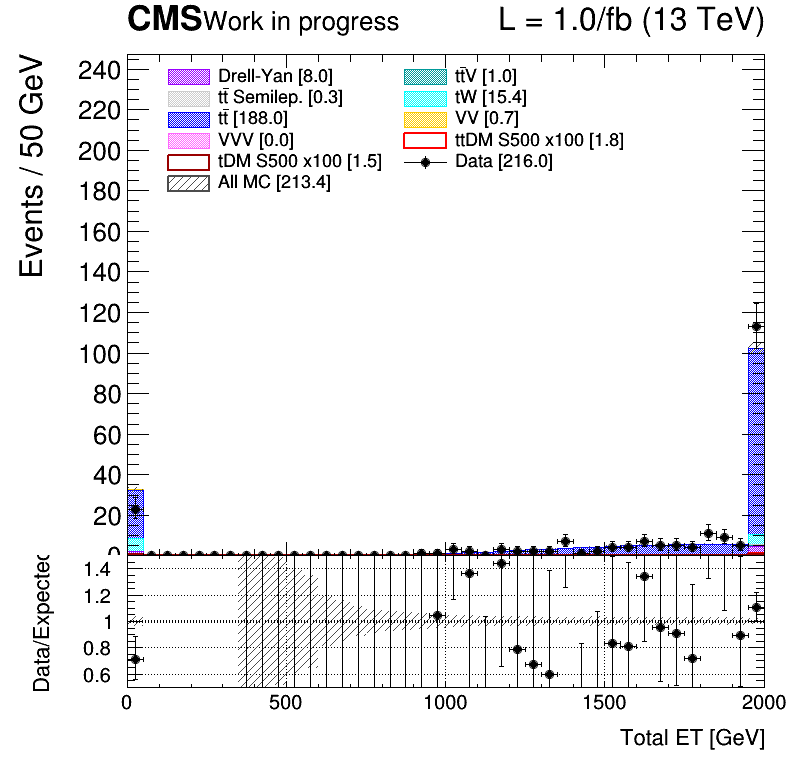 CMS Work in progress L = 1.0/fb (13 TeV)
Events / 50 GeV
240
220
200
180
160
140
120
100
80
60
40
20
0
Drell-Yan [8.0]
tt̄V [1.0]
tt̄ Semilep. [0.3]
tW [15.4]
tt̄ [188.0]
VV [0.7]
VVV [0.0]
ttDM S500 x100 [1.8]
tDM S500 x100 [1.5]
Data [216.0]
All MC [213.4]
Data/Expected
1.4
1.2
1
0.8
0.6
0 500 1000 1500 2000
Total ET [GeV]